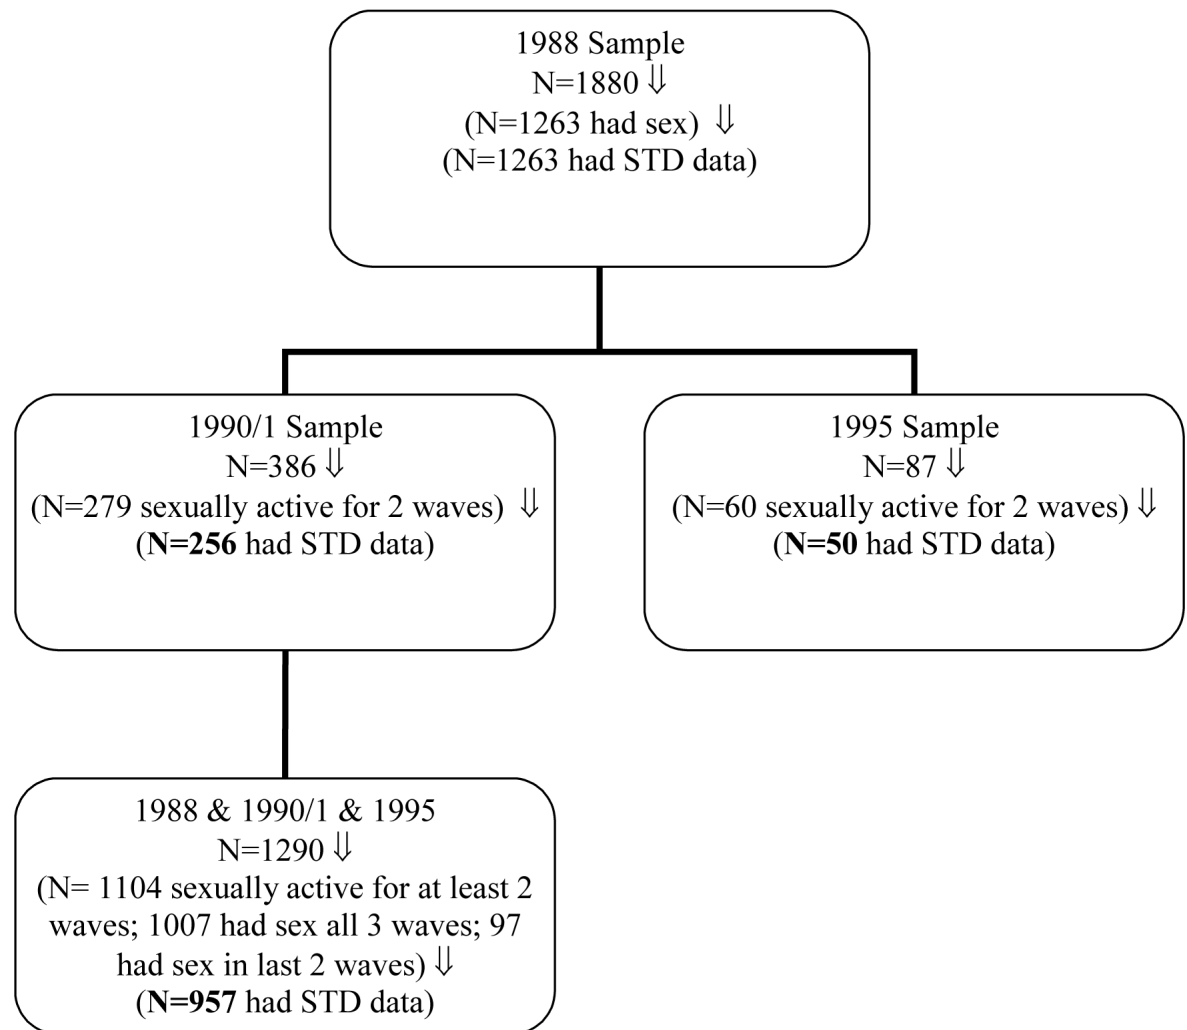 1988 Sample
N=1880 ⇓
(N=1263 had sex) ⇓
(N=1263 had STD data)
1990/1 Sample
N=386 ⇓
(N=279 sexually active for 2 waves) ⇓
(N=256 had STD data)
1995 Sample
N=87 ⇓
(N=60 sexually active for 2 waves) ⇓
(N=50 had STD data)
1988 & 1990/1 & 1995
N=1290 ⇓
(N= 1104 sexually active for at least 2
waves; 1007 had sex all 3 waves; 97
had sex in last 2 waves) ⇓
(N=957 had STD data)